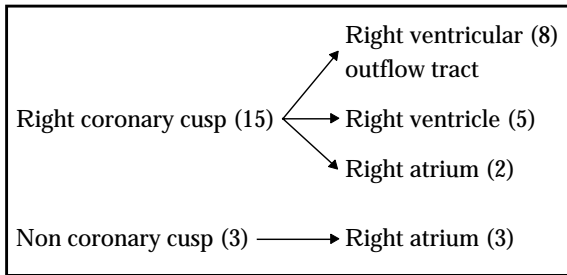 Right ventricular (8)
outflow tract
Right coronary cusp (15)
Right ventricle (5)
Right atrium (2)
Non coronary cusp (3)
Right atrium (3)